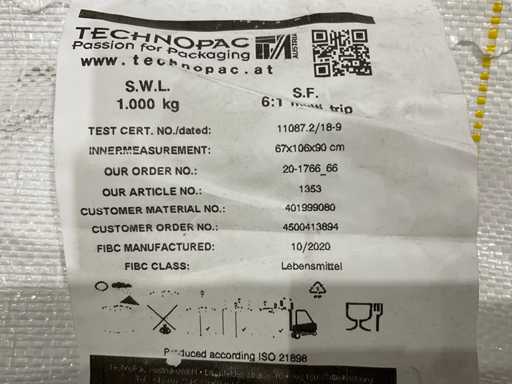 TECHNOPAC
AUSTRIA
Passion for Packaging
www.technopac.at
S.W.L. S.F.
1.000 kg 6:1 trip
TEST CERT. NO./dated: 11087.2/18-9
INNERMEASUREMENT: 67x106x90 cm
OUR ORDER NO.: 20-1766_66
OUR ARTICLE NO.: 1353
CUSTOMER MATERIAL NO.: 401999080
CUSTOMER ORDER NO.: 4500413894
FIBC MANUFACTURED: 10/2020
FIBC CLASS: Lebensmittel
Produced according ISO 21898